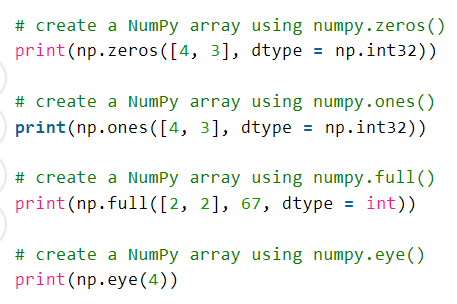 # create a NumPy array using numpy.zeros()
print(np.zeros([4, 3], dtype = np.int32))
# create a NumPy array using numpy.ones()
print(np.ones([4, 3], dtype = np.int32))
# create a NumPy array using numpy.full()
print(np.full([2, 2], 67, dtype = int))
# create a NumPy array using numpy.eye()
print(np.eye(4))